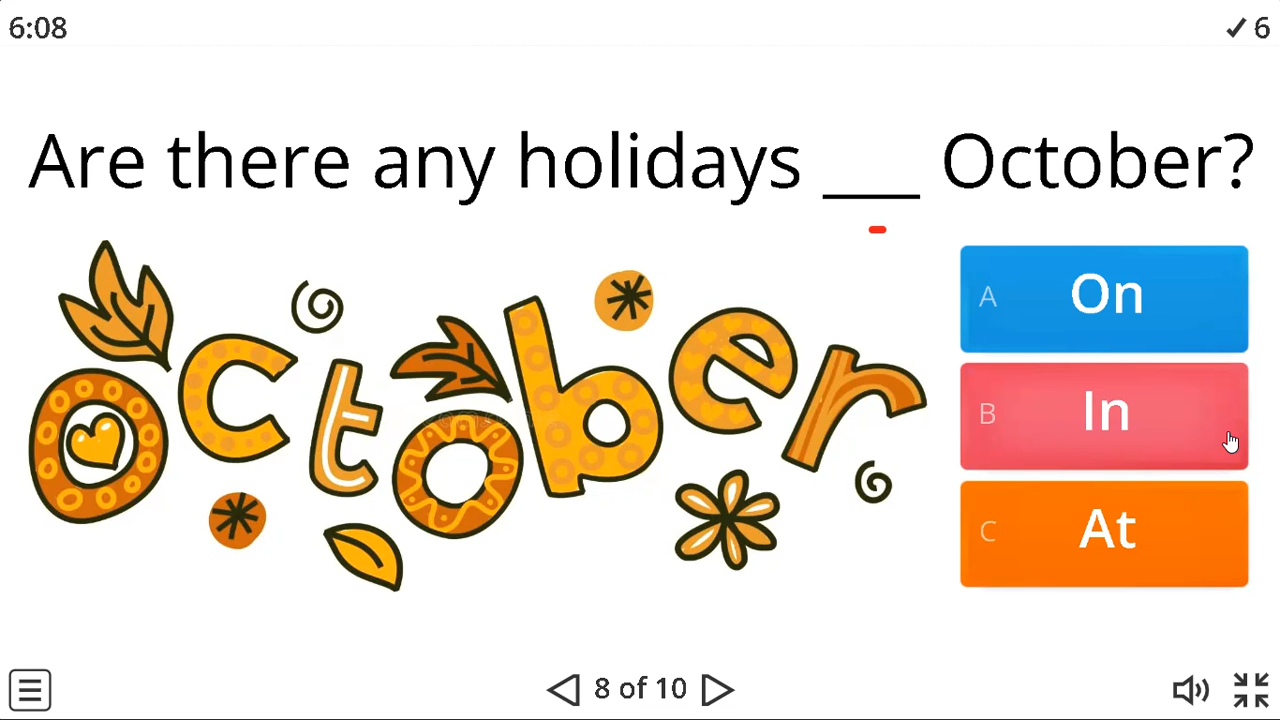 6:08
✓ 6
Are there any holidays ___ October?
October
A On
B In
C At
8 of 10